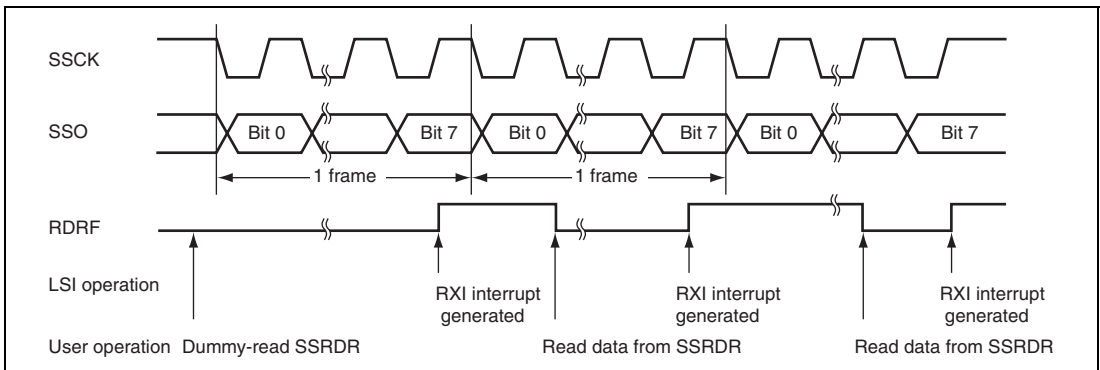 SSCK
SSO Bit 0 Bit 7 Bit 0 Bit 7 Bit 0 Bit 7
1 frame 1 frame
RDRF
LSI operation
RXI interrupt generated RXI interrupt generated RXI interrupt generated
User operation Dummy-read SSRDR Read data from SSRDR Read data from SSRDR